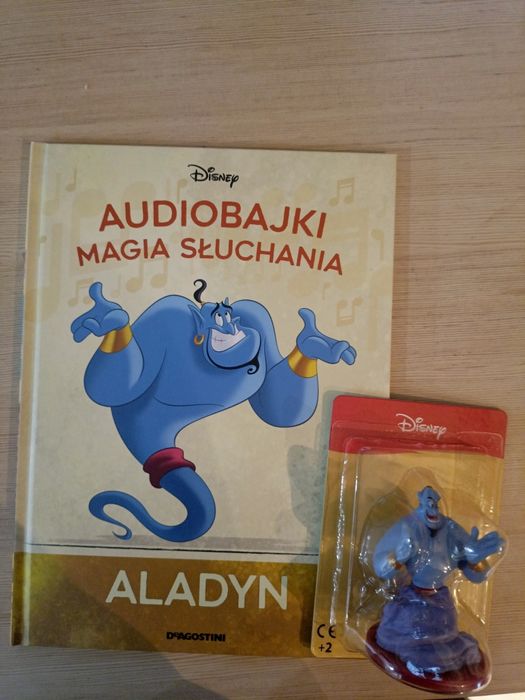 Disney
AUDIOBAJKI
MAGIA SŁUCHANIA
ALADYN
DeAGOSTINI
Disney
CE
+2